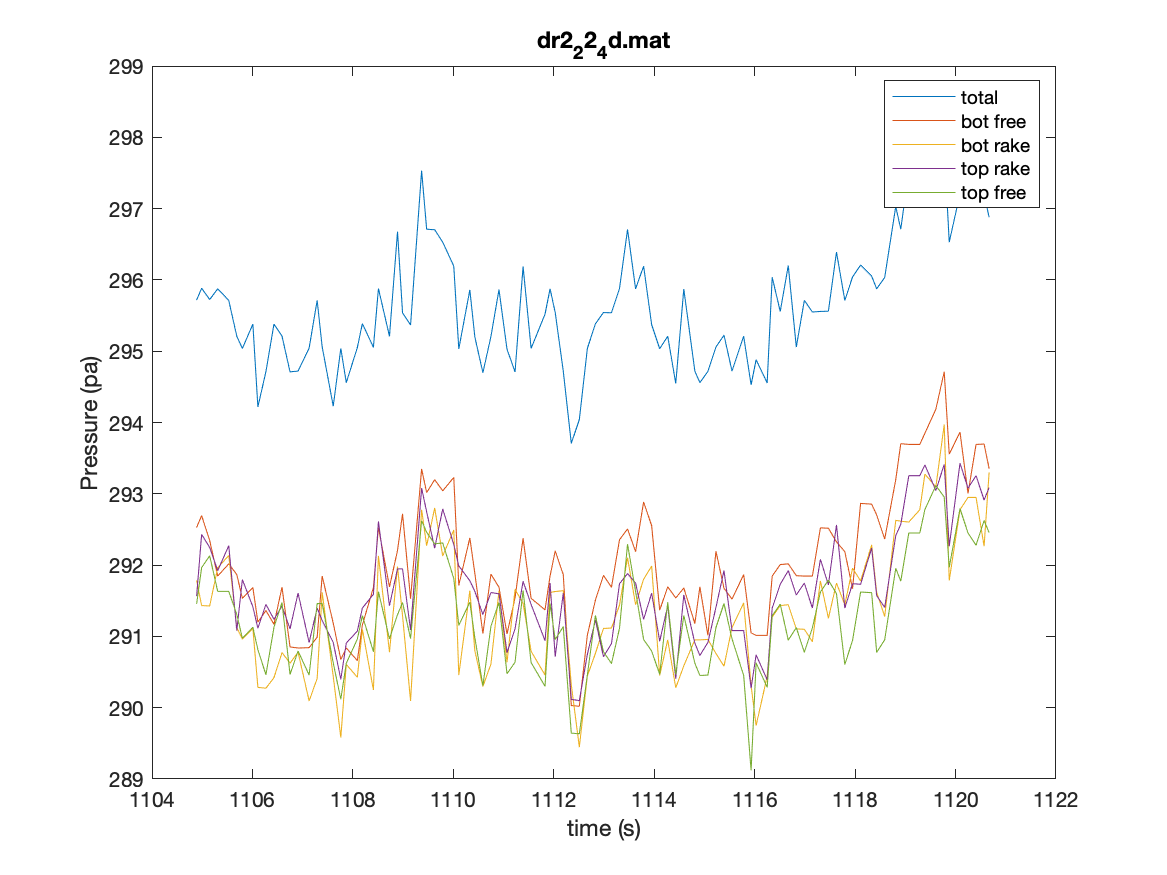 dr2₂2₄d.mat
299
298
297
296
295
294
293
292
291
290
289
Pressure (pa)
total
bot free
bot rake
top rake
top free
1104 1106 1108 1110 1112 1114 1116 1118 1120 1122
time (s)